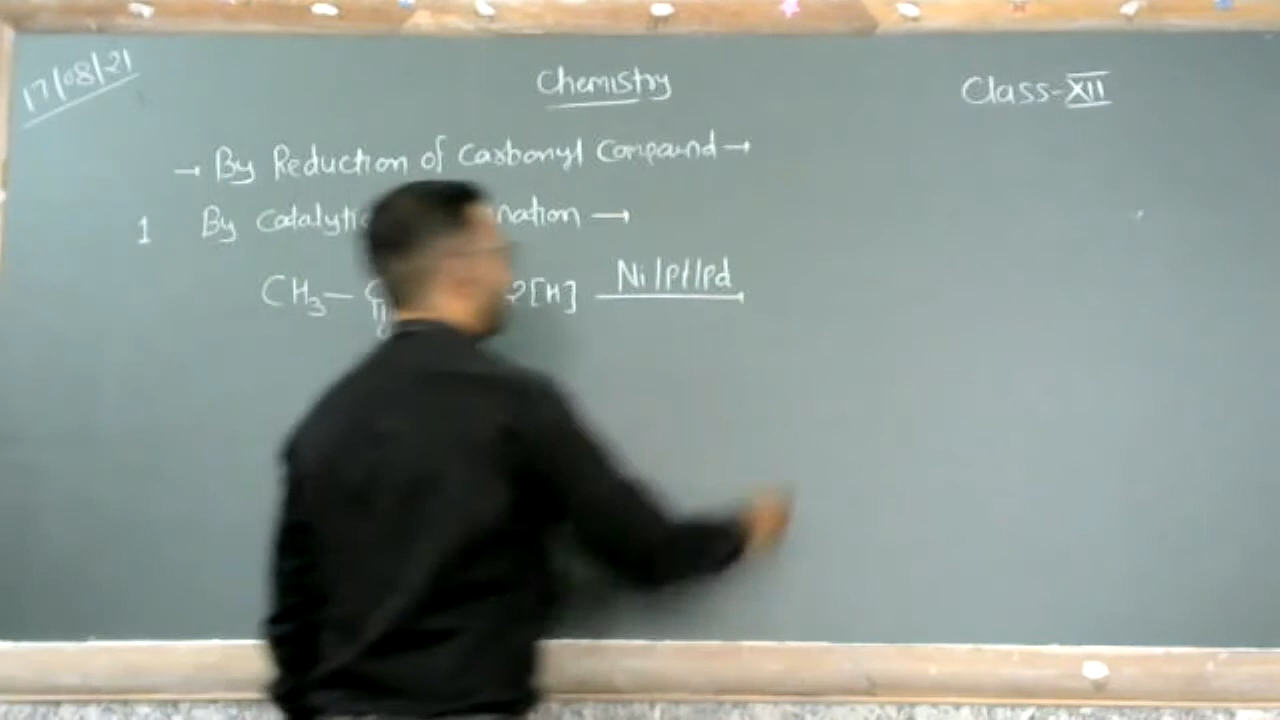 17/08/21
Chemistry
Class-XII
→ By Reduction of Carbonyl Compound →
1 By Catalytic nation →
CH3— C 2[H] Ni/Pt/Pd